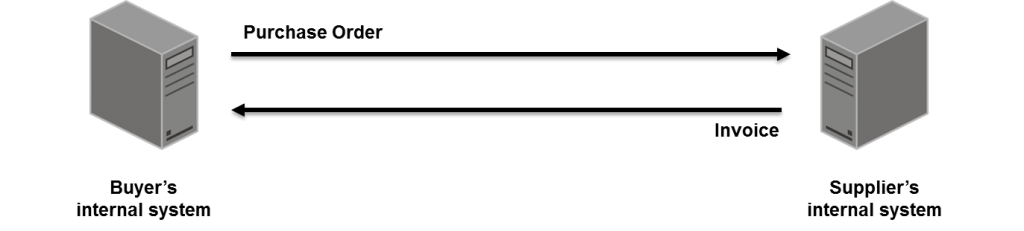 Purchase Order
Invoice
Buyer’s
internal system
Supplier’s
internal system